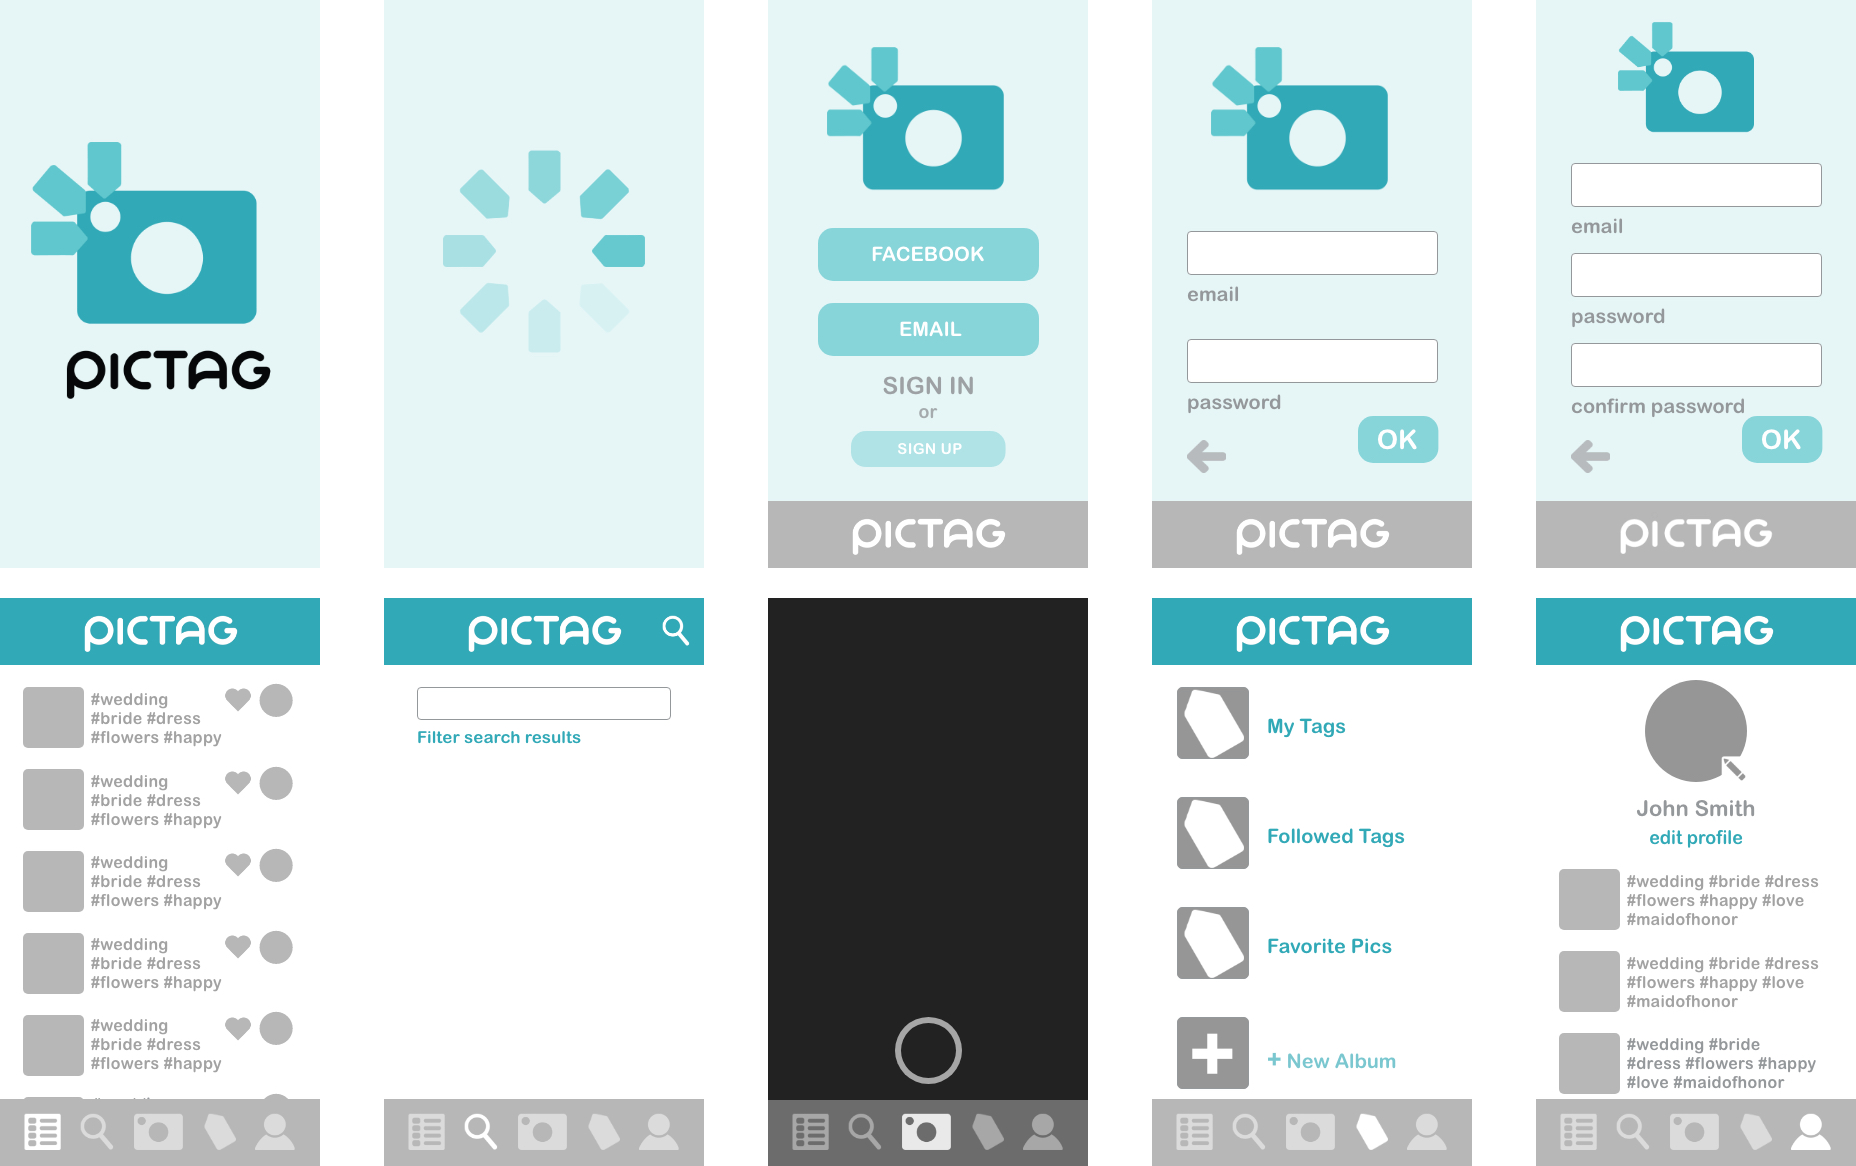 PICTAG
FACEBOOK
EMAIL
SIGN IN
or
SIGN UP
PICTAG
email
password
OK
PICTAG
email
password
confirm password
OK
PICTAG
PICTAG
#wedding
#bride #dress
#flowers #happy
#wedding
#bride #dress
#flowers #happy
#wedding
#bride #dress
#flowers #happy
#wedding
#bride #dress
#flowers #happy
#wedding
#bride #dress
#flowers #happy
PICTAG
Filter search results
PICTAG
My Tags
Followed Tags
Favorite Pics
+ New Album
PICTAG
John Smith
edit profile
#wedding #bride #dress
#flowers #happy #love
#maidofhonor
#wedding #bride #dress
#flowers #happy #love
#maidofhonor
#wedding #bride
#dress #flowers #happy
#love #maidofhonor